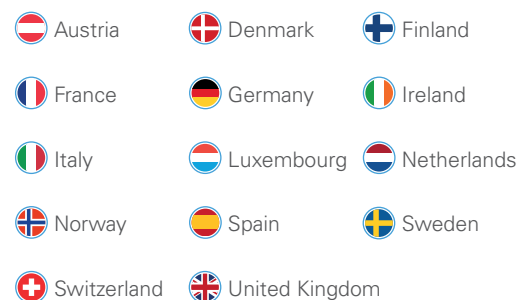 Austria Denmark Finland
France Germany Ireland
Italy Luxembourg Netherlands
Norway Spain Sweden
Switzerland United Kingdom